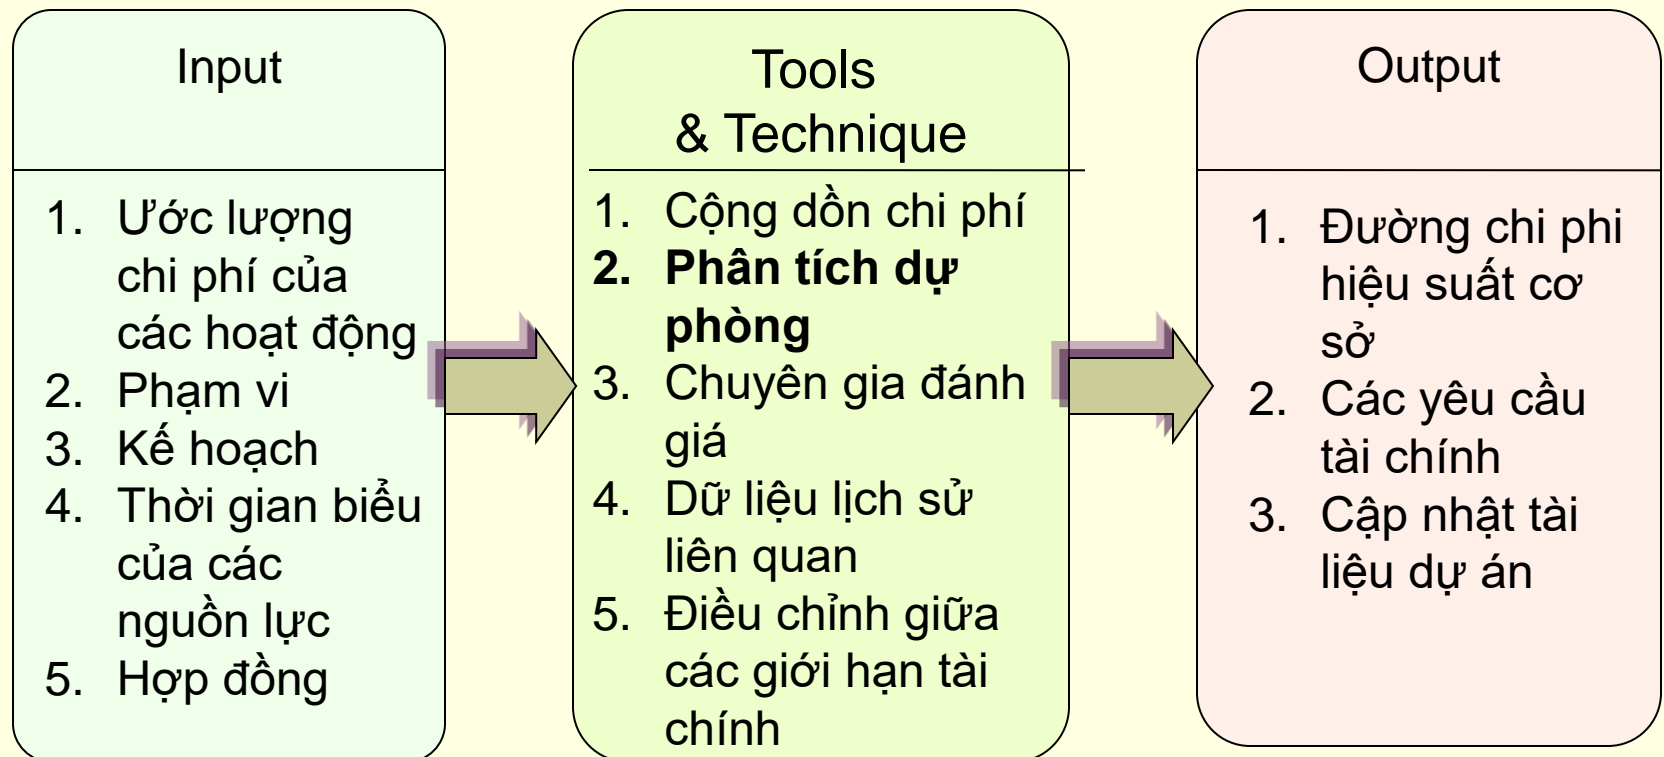 Input
1. Ước lượng
chi phí của
các hoạt động
2. Phạm vi
3. Kế hoạch
4. Thời gian biểu
của các
nguồn lực
5. Hợp đồng
Tools
& Technique
1. Cộng dồn chi phí
2. Phân tích dự
phòng
3. Chuyên gia đánh
giá
4. Dữ liệu lịch sử
liên quan
5. Điều chỉnh giữa
các giới hạn tài
chính
Output
1. Đường chi phi
hiệu suất cơ
sở
2. Các yêu cầu
tài chính
3. Cập nhật tài
liệu dự án